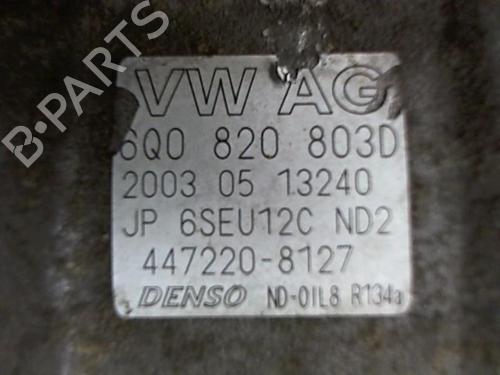 B-PARTS
VW AG
6Q0 820 803D
2003 05 13240
JP 6SEU12C ND2
447220-8127
DENSO ND-OIL8 R134a